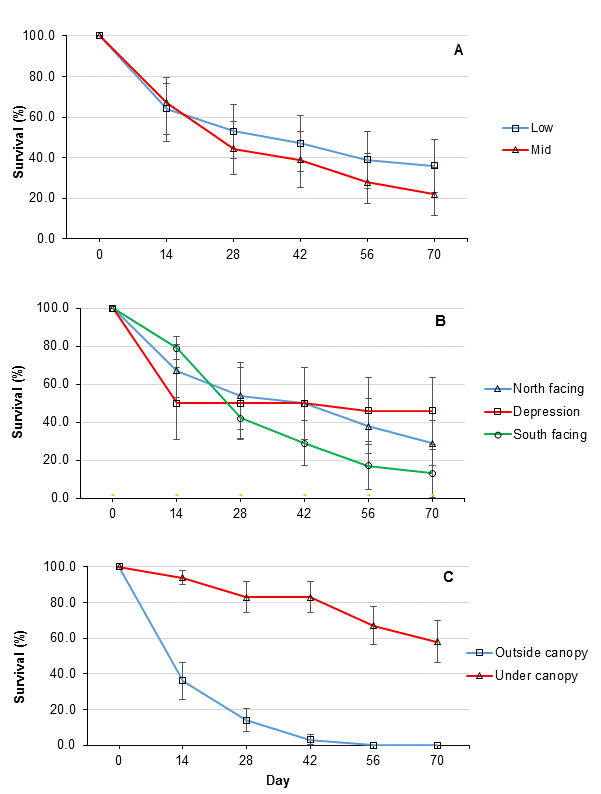 100.0
A
80.0
60.0
40.0
20.0
0.0
Survival (%)
0 14 28 42 56 70
Low
Mid
100.0
B
80.0
60.0
40.0
20.0
0.0
Survival (%)
0 14 28 42 56 70
North facing
Depression
South facing
100.0
C
80.0
60.0
40.0
20.0
0.0
Survival (%)
0 14 28 42 56 70
Day
Outside canopy
Under canopy